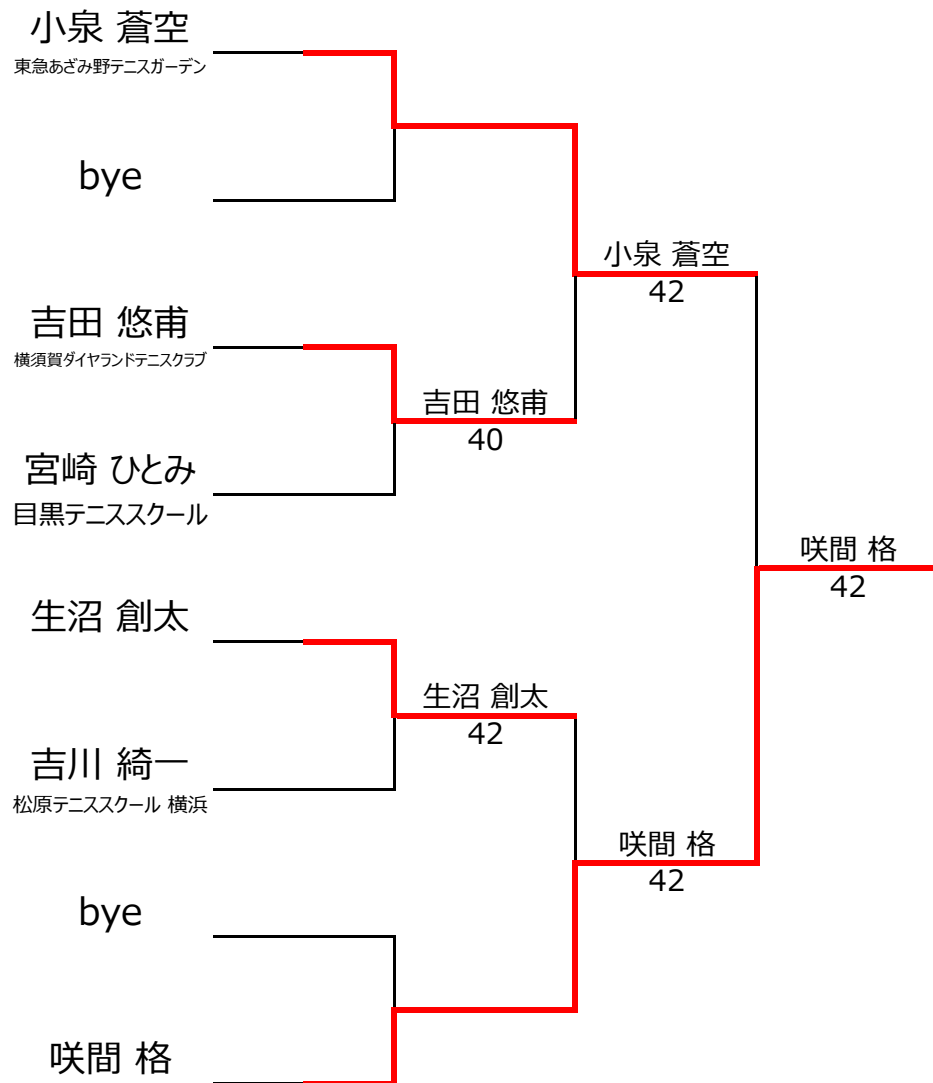 小泉 蒼空
東急あざみ野テニスガーデン
bye
小泉 蒼空
42
吉田 悠甫
横須賀ダイヤランドテニスクラブ
吉田 悠甫
40
宮崎 ひとみ
目黒テニススクール
咲間 格
42
生沼 創太
生沼 創太
42
吉川 綺一
松原テニススクール 横浜
咲間 格
42
bye
咲間 格